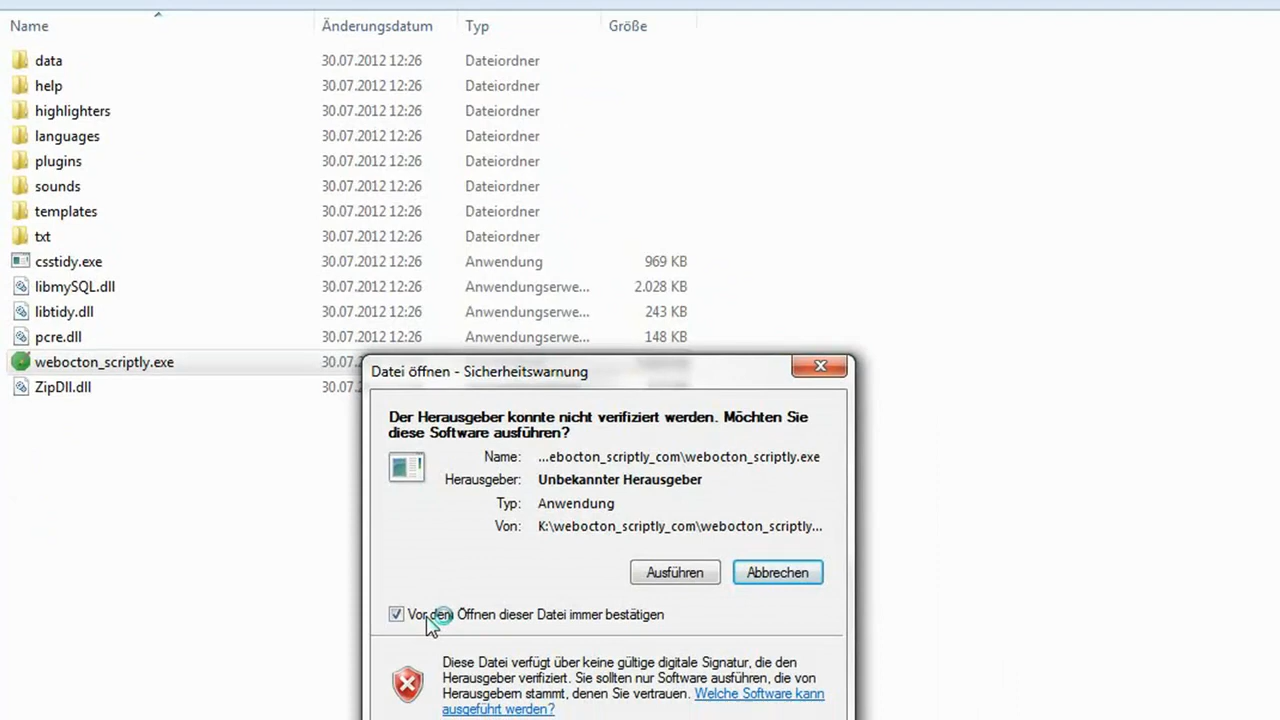 Name Änderungsdatum Typ Größe
data 30.07.2012 12:26 Dateiordner
help 30.07.2012 12:26 Dateiordner
highlighters 30.07.2012 12:26 Dateiordner
languages 30.07.2012 12:26 Dateiordner
plugins 30.07.2012 12:26 Dateiordner
sounds 30.07.2012 12:26 Dateiordner
templates 30.07.2012 12:26 Dateiordner
txt 30.07.2012 12:26 Dateiordner
csstidy.exe 30.07.2012 12:26 Anwendung 969 KB
libmySQL.dll 30.07.2012 12:26 Anwendungserwe... 2.028 KB
libtidy.dll 30.07.2012 12:26 Anwendungserwe... 243 KB
pcre.dll 30.07.2012 12:26 Anwendungserwe... 148 KB
webocton_scriptly.exe 30.07.2
ZipDll.dll 30.07.2
Datei öffnen - Sicherheitswarnung
Der Herausgeber konnte nicht verifiziert werden. Möchten Sie
diese Software ausführen?
Name: ...ebocton_scriptly_com\webocton_scriptly.exe
Herausgeber: Unbekannter Herausgeber
Typ: Anwendung
Von: K:\webocton_scriptly_com\webocton_scriptly...
Ausführen Abbrechen
Vor dem Öffnen dieser Datei immer bestätigen
Diese Datei verfügt über keine gültige digitale Signatur, die den
Herausgeber verifiziert. Sie sollten nur Software ausführen, die von
Herausgebern stammt, denen Sie vertrauen. Welche Software kann
ausgeführt werden?